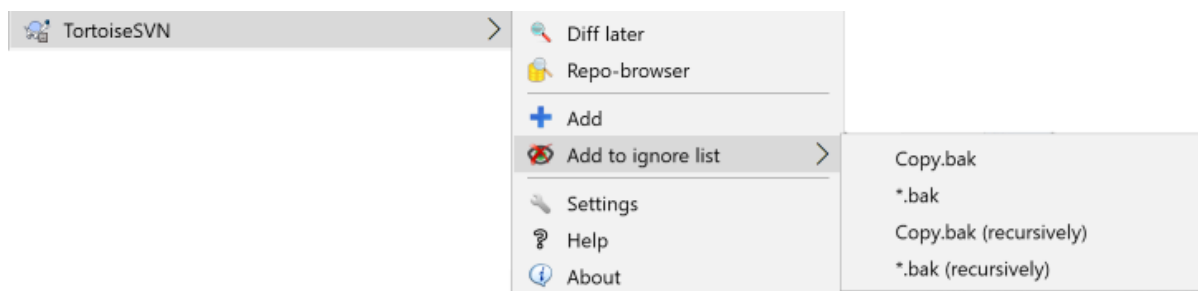 TortoiseSVN
Diff later
Repo-browser
Add
Add to ignore list
Settings
Help
About
Copy.bak
*.bak
Copy.bak (recursively)
*.bak (recursively)